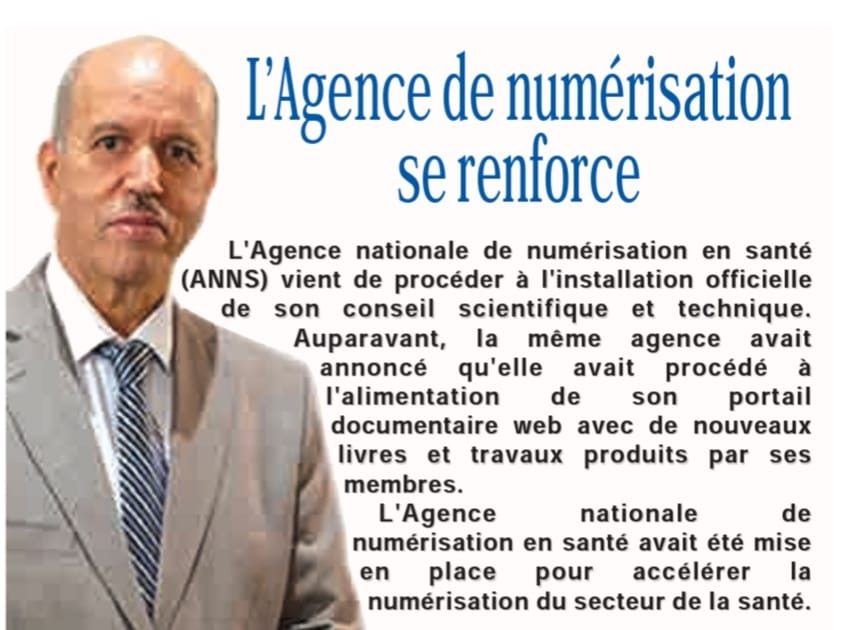 L'Agence de numérisation
se renforce
L'Agence nationale de numérisation en santé
(ANNS) vient de procéder à l'installation officielle
de son conseil scientifique et technique.
Auparavant, la même agence avait
annoncé qu'elle avait procédé à
l'alimentation de son portail
documentaire web avec de nouveaux
livres et travaux produits par ses
membres.
L'Agence nationale de
numérisation en santé avait été mise
en place pour accélérer la
numérisation du secteur de la santé.